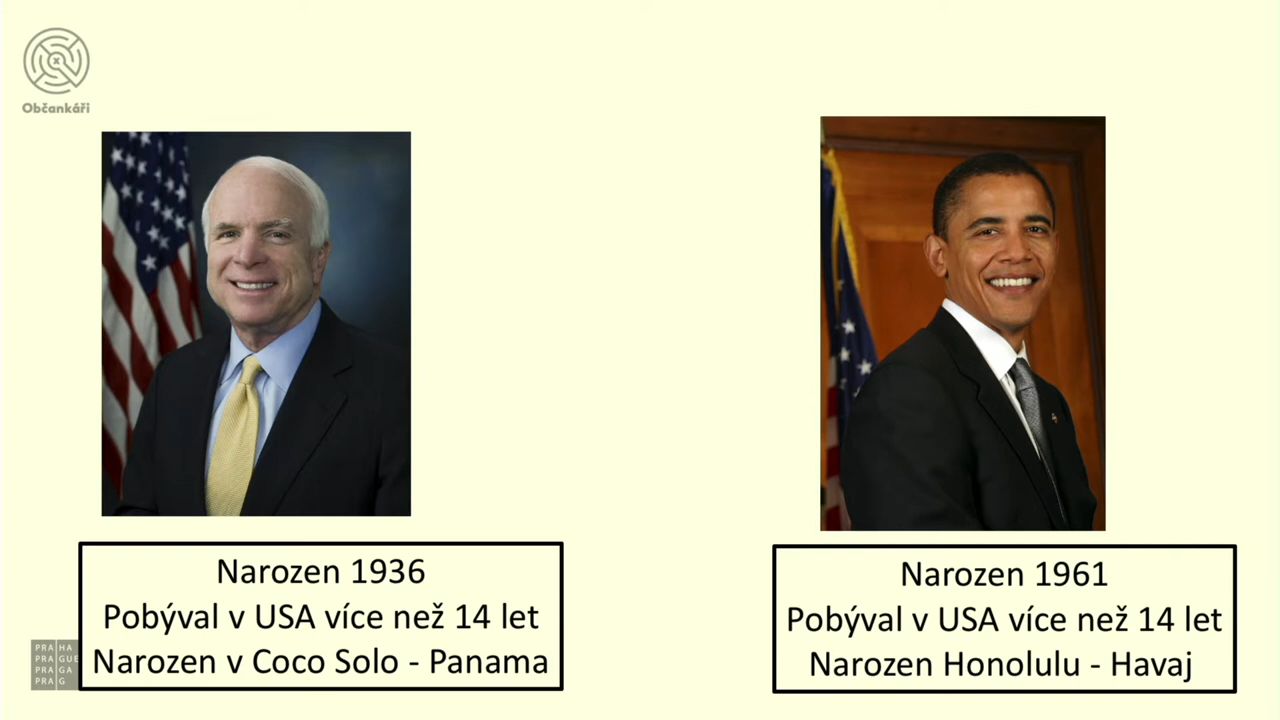 Občankáři
Narozen 1936
Pobýval v USA více než 14 let
Narozen v Coco Solo - Panama
Narozen 1961
Pobýval v USA více než 14 let
Narozen Honolulu - Havaj
PRAHA
PRAGUE
PRAGA
PRAG